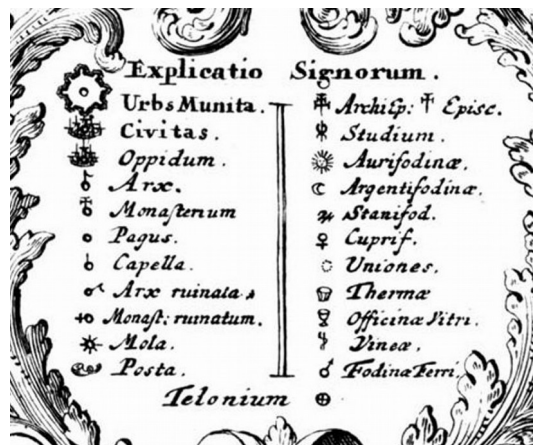 Explicatio Signorum.
Urbs Munita.
Civitas.
Oppidum.
Arx.
Monasterium
Pagus.
Capella.
Arx ruinata.
Monaſt: ruinatum.
Mola.
Posta.
ArchiEp: Episc.
Studium.
Aurifodinæ.
Argentifodinæ.
Stanifod.
Cuprif.
Uniones.
Thermæ
Officinæ Vitri.
Vineæ.
Fodinæ Ferri.
Telonium